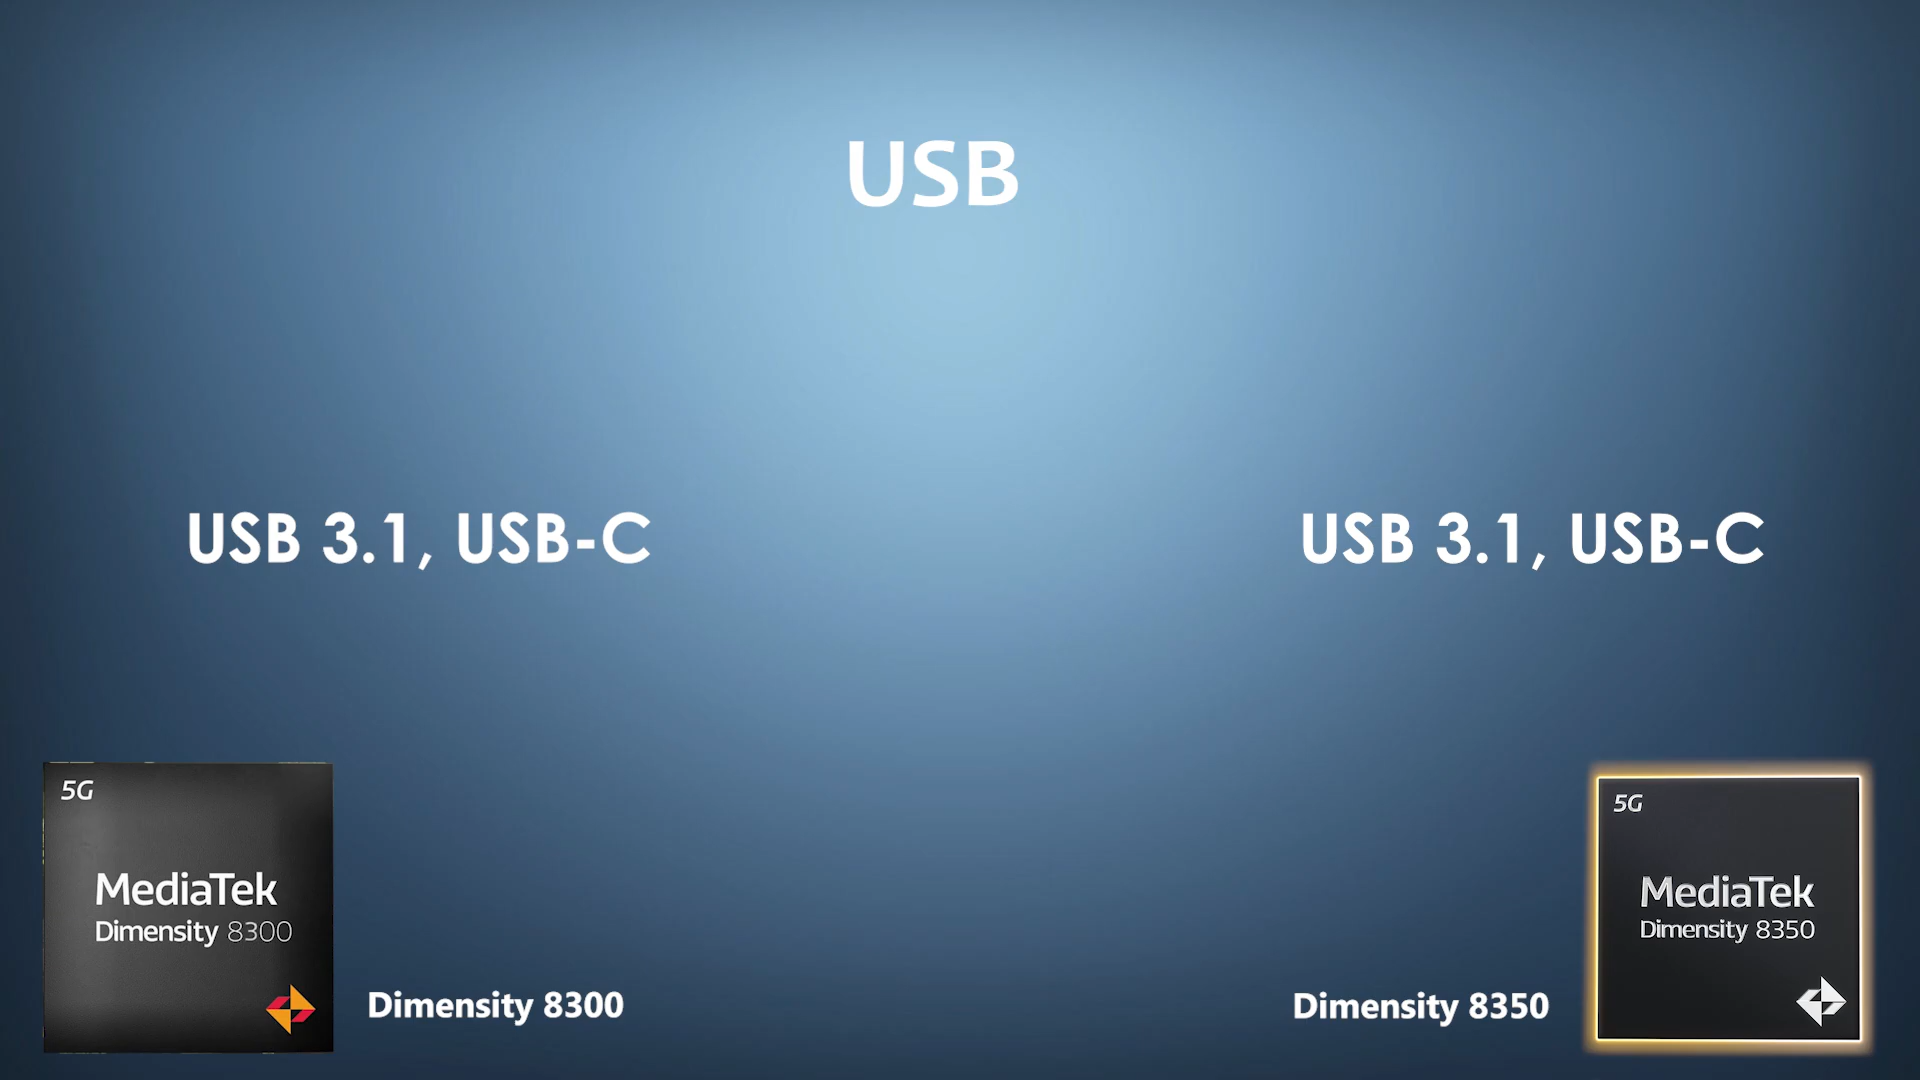 USB
USB 3.1, USB-C
USB 3.1, USB-C
5G
MediaTek
Dimensity 8300
Dimensity 8300
Dimensity 8350
5G
MediaTek
Dimensity 8350